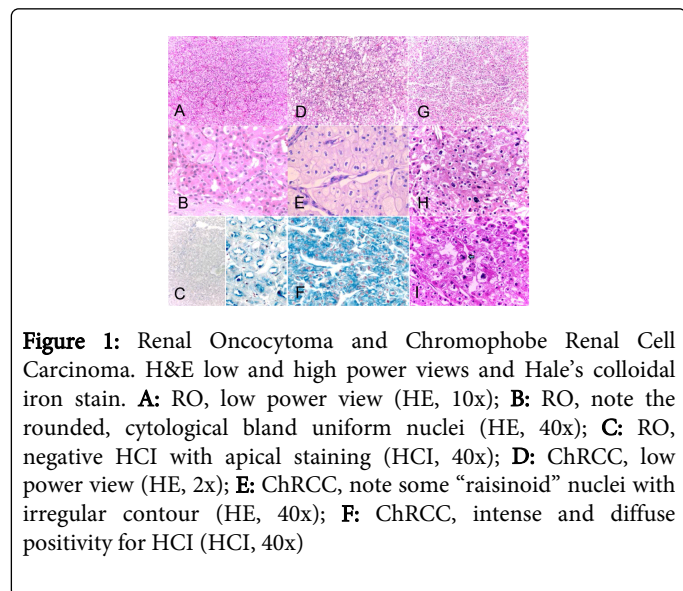 A
D
G
B
E
H
C
F
I
Figure 1: Renal Oncocytoma and Chromophobe Renal Cell
Carcinoma. H&E low and high power views and Hale's colloidal
iron stain. A: RO, low power view (HE, 10x); B: RO, note the
rounded, cytological bland uniform nuclei (HE, 40x); C: RO,
negative HCI with apical staining (HCI, 40x); D: ChRCC, low
power view (HE, 2x); E: ChRCC, note some “raisinoid” nuclei with
irregular contour (HE, 40x); F: ChRCC, intense and diffuse
positivity for HCI (HCI, 40x)